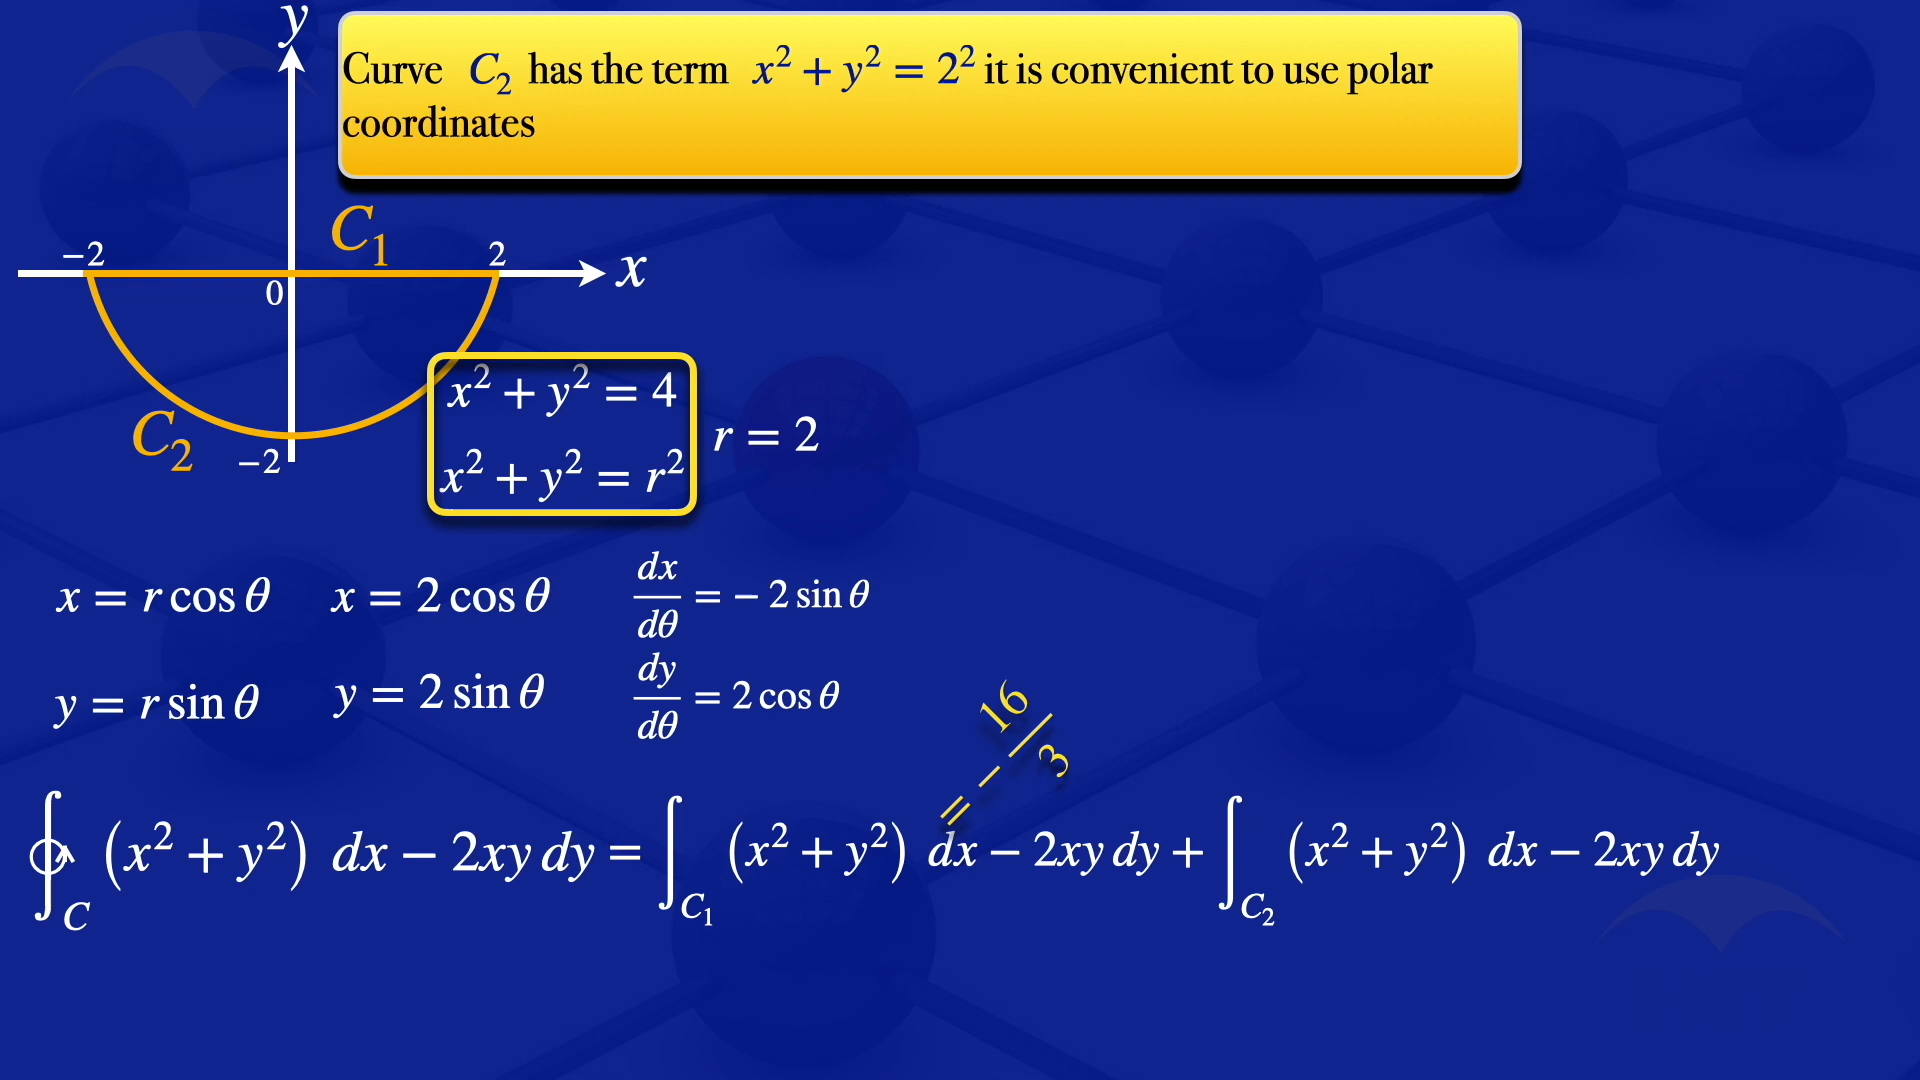 y
Curve C₂ has the term x² + y² = 2² it is convenient to use polar
coordinates
C₁
−2
2
x
0
C₂
−2
x² + y² = 4
x² + y² = r²
r = 2
x = r cos θ
x = 2 cos θ
dx/dθ = − 2 sin θ
y = r sin θ
y = 2 sin θ
dy/dθ = 2 cos θ
= − 16/3
∮_C (x² + y²) dx − 2xy dy = ∫_C₁ (x² + y²) dx − 2xy dy + ∫_C₂ (x² + y²) dx − 2xy dy